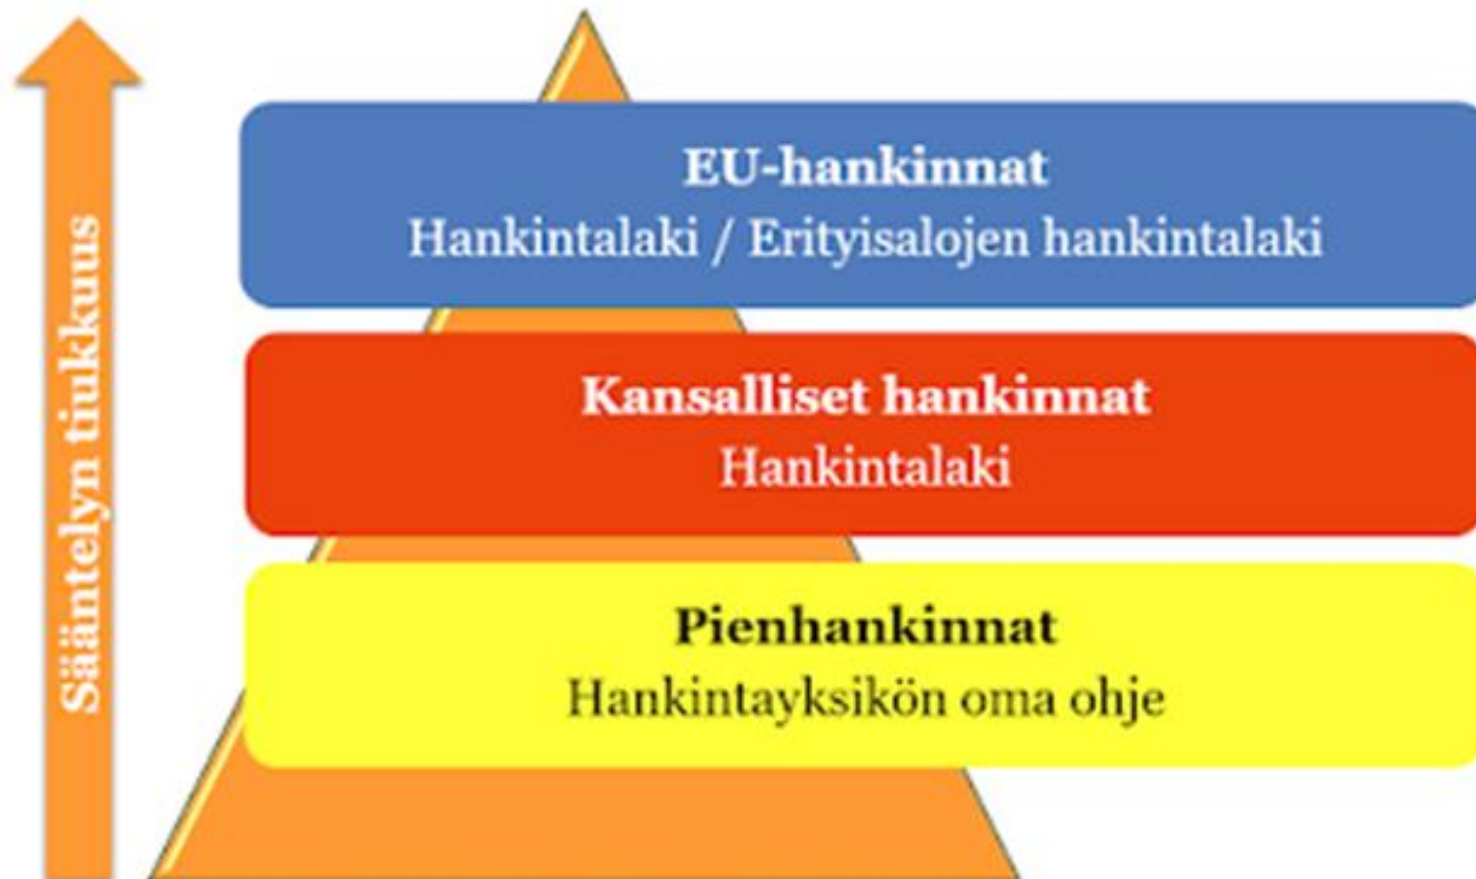 Sääntelyn tiukkuus
EU-hankinnat
Hankintalaki / Erityisalojen hankintalaki
Kansalliset hankinnat
Hankintalaki
Pienhankinnat
Hankintayksikön oma ohje